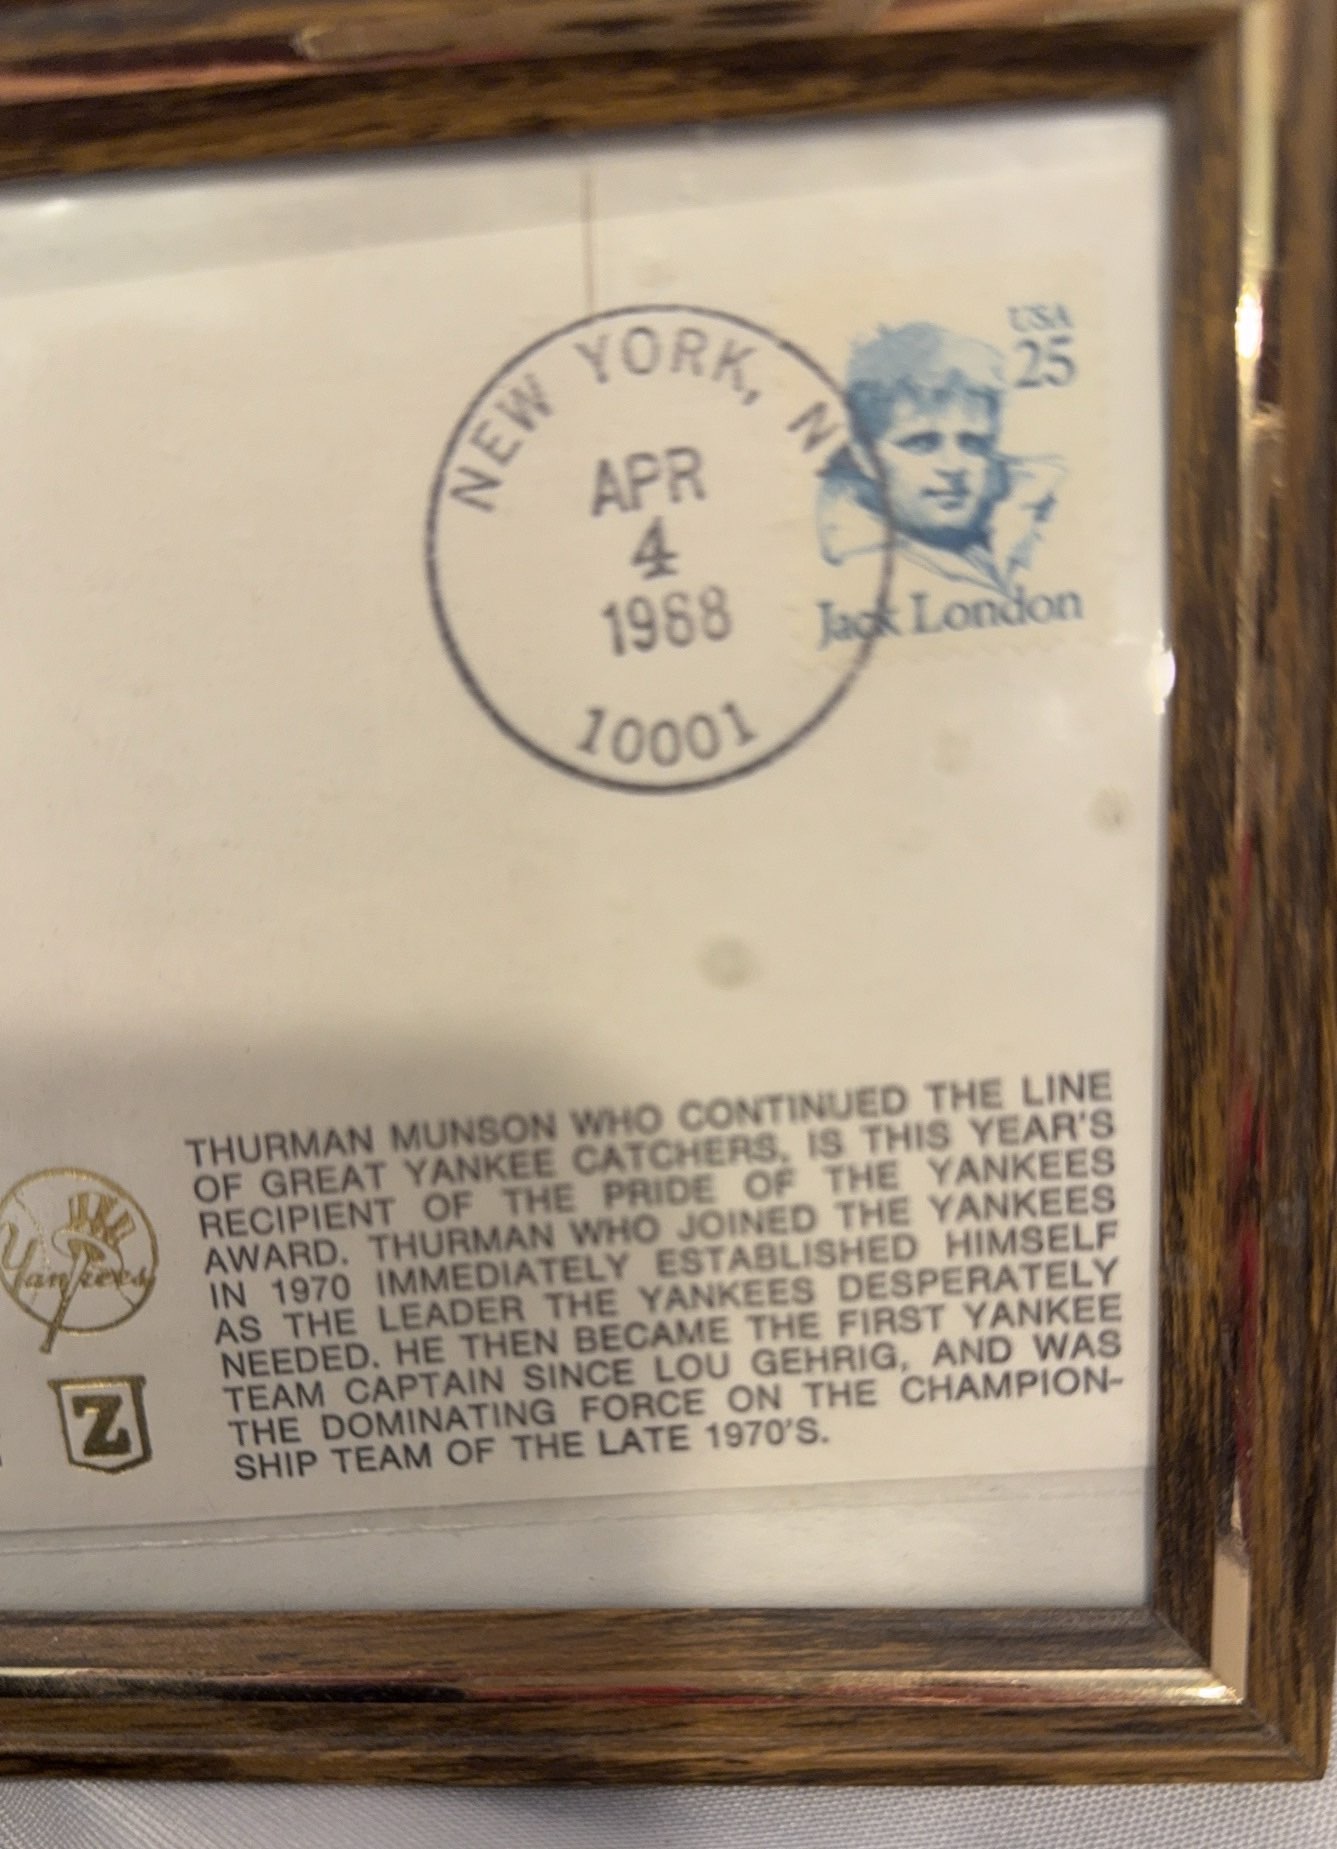 USA
25
NEW YORK, NY
APR
4
1988
10001
Jack London
THURMAN MUNSON WHO CONTINUED THE LINE
OF GREAT YANKEE CATCHERS, IS THIS YEAR'S
RECIPIENT OF THE PRIDE OF THE YANKEES
AWARD. THURMAN WHO JOINED THE YANKEES
IN 1970 IMMEDIATELY ESTABLISHED HIMSELF
AS THE LEADER THE YANKEES DESPERATELY
NEEDED. HE THEN BECAME THE FIRST YANKEE
TEAM CAPTAIN SINCE LOU GEHRIG, AND WAS
THE DOMINATING FORCE ON THE CHAMPION-
SHIP TEAM OF THE LATE 1970'S.
Yankees
Z